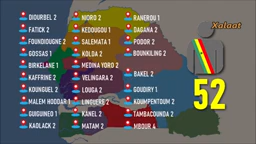 DIOURBEL 2
FATICK 2
FOUNDIOUGNE 2
GOSSAS 1
BIRKELANE 1
KAFFRINE 2
KOUNGUEL 2
MALEM HODDAR 1
GUIGUINEO 1
KAOLACK 2
NIORO 2
KEDOUGOU 1
SALEMATA 1
KOLDA 2
MEDINA YORO 2
VELINGARA 2
LOUGA 2
LINGUERE 2
KANEL 2
MATAM 2
RANEROU 1
DAGANA 2
PODOR 2
BOUNKILING 2
BAKEL 2
GOUDIRY 1
KOUMPENTOUM 2
TAMBACOUNDA 2
MBOUR A
Xalaat
52